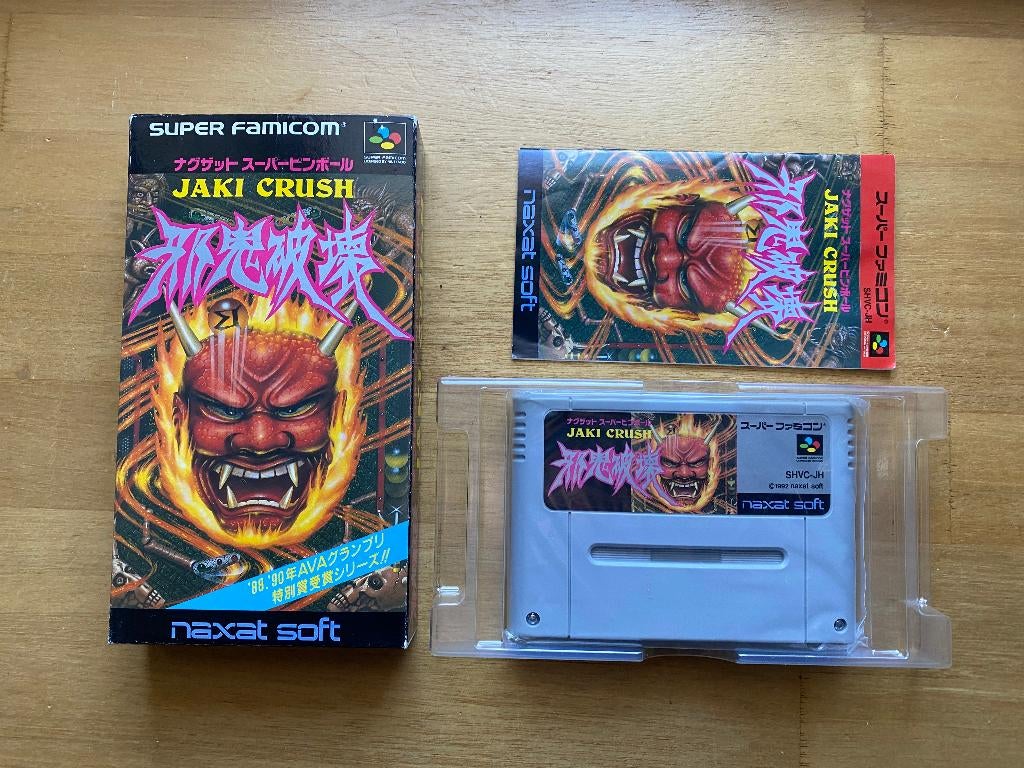 SUPER FAMICOM
SUPER FAMICOM
ナグザット スーパーピンボール
JAKI CRUSH
邪鬼破壊
'88.'90年AVAグランプリ
特別賞受賞シリーズ!!
naxat soft
スーパーファミコン
SHVC-JH
ナグザット スーパーピンボール
JAKI CRUSH
邪鬼破壊
naxat soft
ナグザット スーパーピンボール
JAKI CRUSH
邪鬼破壊
スーパー ファミコン
SHVC-JH
©1992 naxat soft
naxat soft